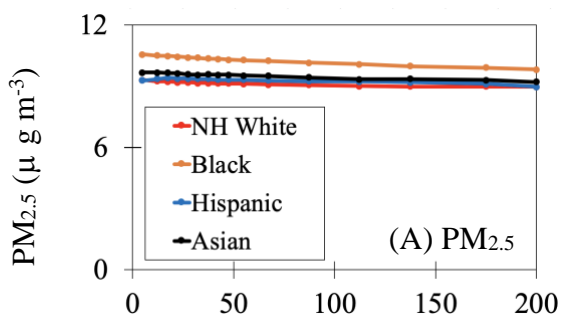 12
6
0
PM2.5 (μ g m-3)
NH White
Black
Hispanic
Asian
(A) PM2.5
0 50 100 150 200